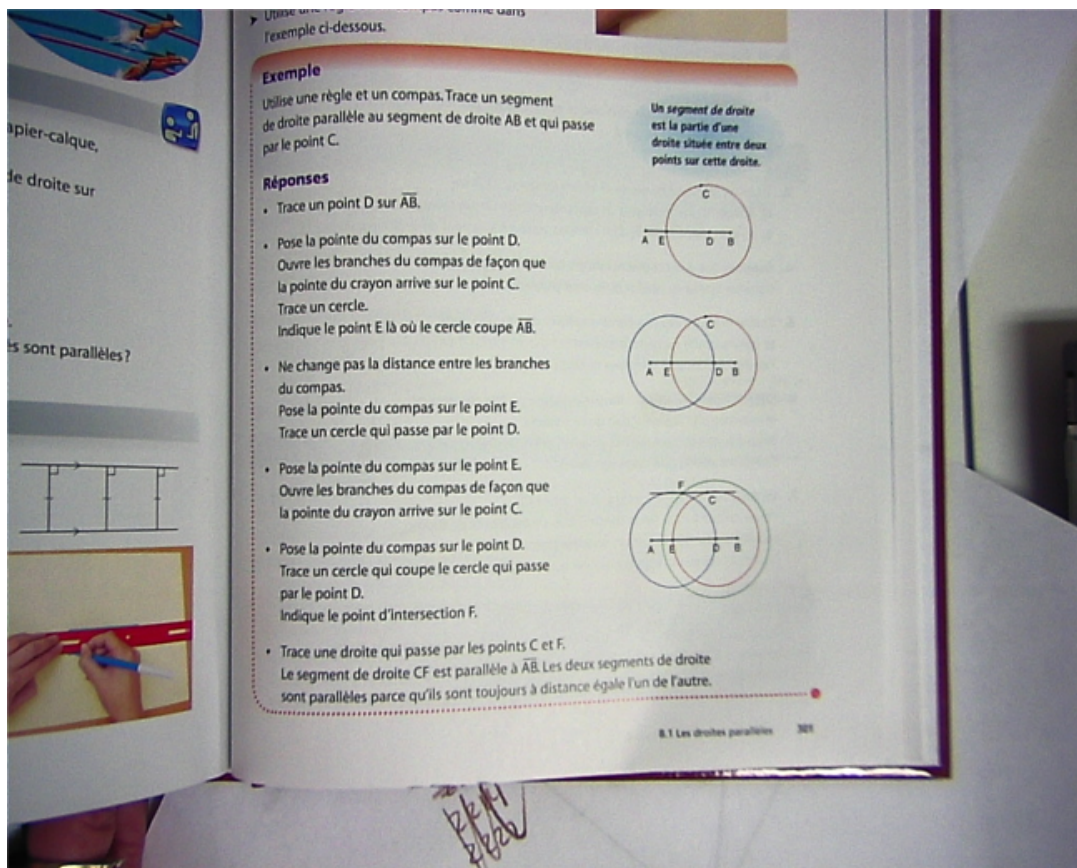 apier-calque,
de droite sur
és sont parallèles?
l'exemple ci-dessous.
Exemple
Utilise une règle et un compas. Trace un segment
de droite parallèle au segment de droite AB et qui passe
par le point C.
Un segment de droite
est la partie d'une
droite située entre deux
points sur cette droite.
Réponses
• Trace un point D sur AB.
• Pose la pointe du compas sur le point D.
Ouvre les branches du compas de façon que
la pointe du crayon arrive sur le point C.
Trace un cercle.
Indique le point E là où le cercle coupe AB.
C
A E D B
• Ne change pas la distance entre les branches
du compas.
Pose la pointe du compas sur le point E.
Trace un cercle qui passe par le point D.
C
A E D B
• Pose la pointe du compas sur le point E.
Ouvre les branches du compas de façon que
la pointe du crayon arrive sur le point C.
• Pose la pointe du compas sur le point D.
Trace un cercle qui coupe le cercle qui passe
par le point D.
Indique le point d'intersection F.
F C
A E D B
• Trace une droite qui passe par les points C et F.
Le segment de droite CF est parallèle à AB. Les deux segments de droite
sont parallèles parce qu'ils sont toujours à distance égale l'un de l'autre.
8.1 Les droites parallèles 301